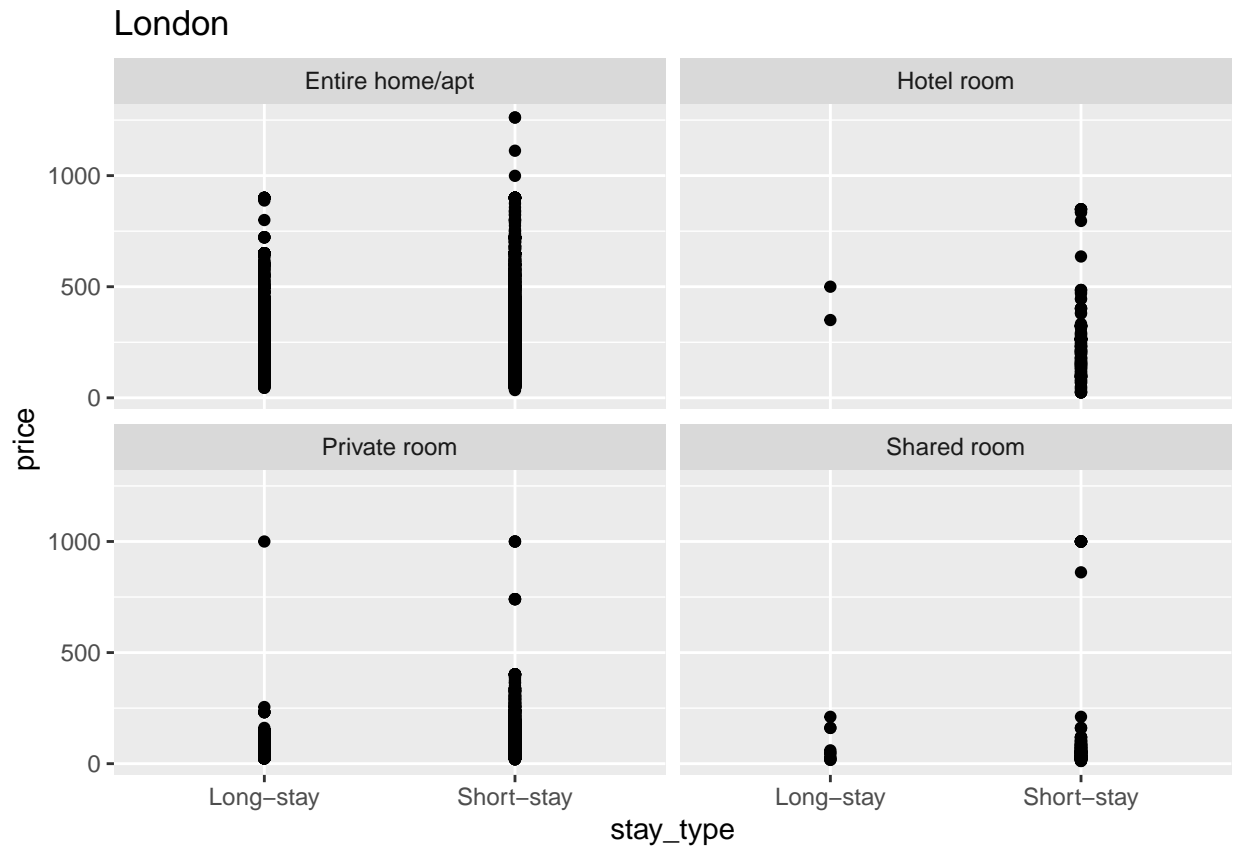 London
Entire home/apt
Hotel room
1000
500
0
Private room
Shared room
1000
500
0
Long–stay
Short–stay
Long–stay
Short–stay
stay_type
price